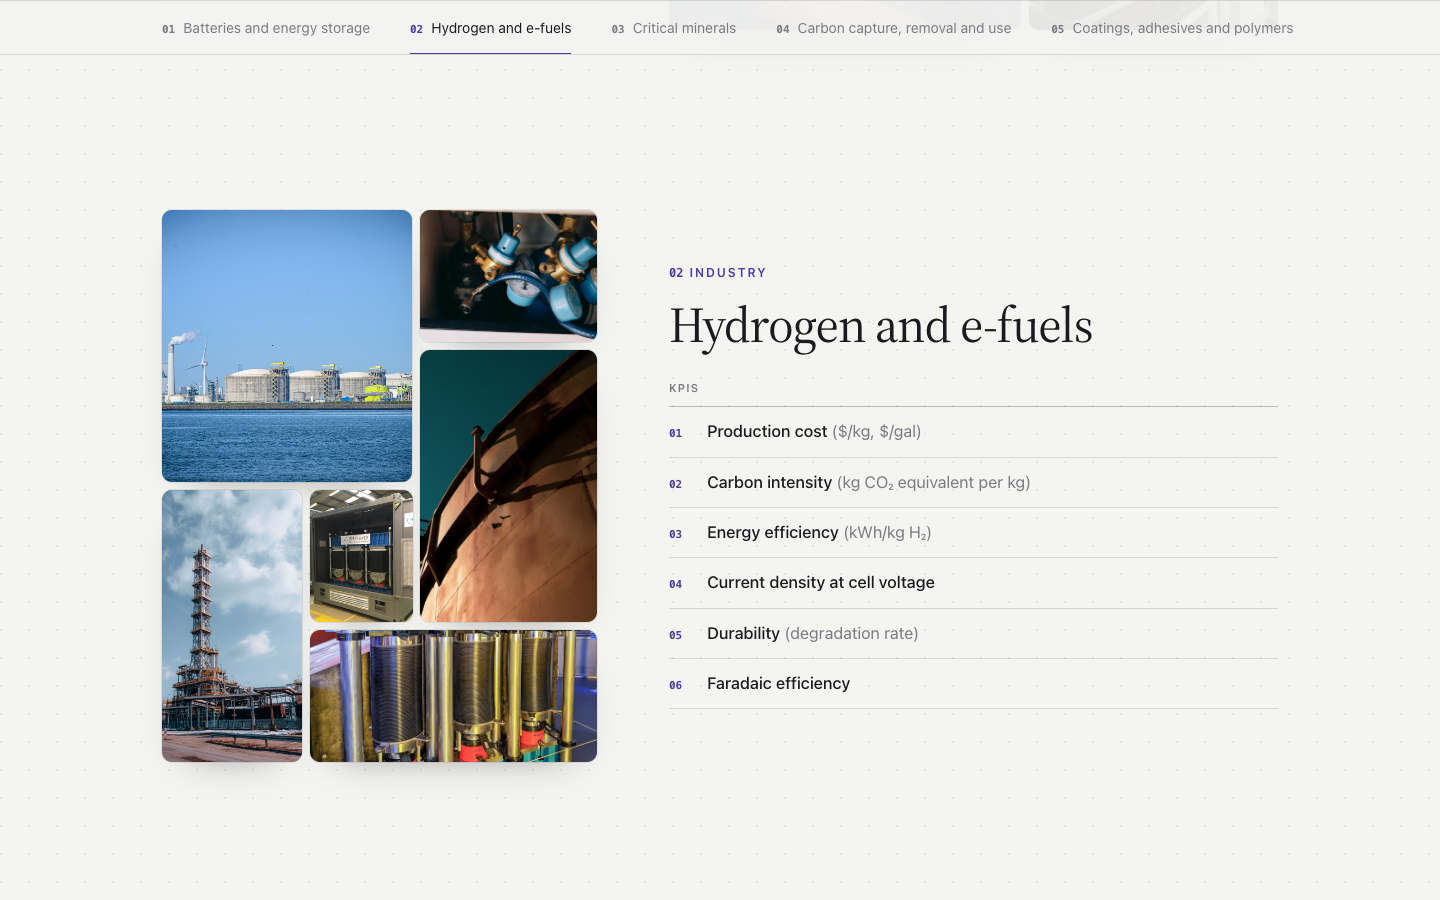 01 Batteries and energy storage
02 Hydrogen and e-fuels
03 Critical minerals
04 Carbon capture, removal and use
05 Coatings, adhesives and polymers
02 INDUSTRY
Hydrogen and e-fuels
KPIS
01 Production cost ($/kg, $/gal)
02 Carbon intensity (kg CO₂ equivalent per kg)
03 Energy efficiency (kWh/kg H₂)
04 Current density at cell voltage
05 Durability (degradation rate)
06 Faradaic efficiency